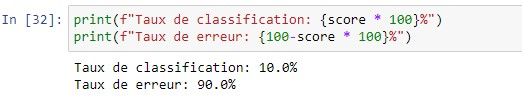 In [32]: print(f"Taux de classification: {score * 100}%")
print(f"Taux de erreur: {100-score * 100}%")
Taux de classification: 10.0%
Taux de erreur: 90.0%